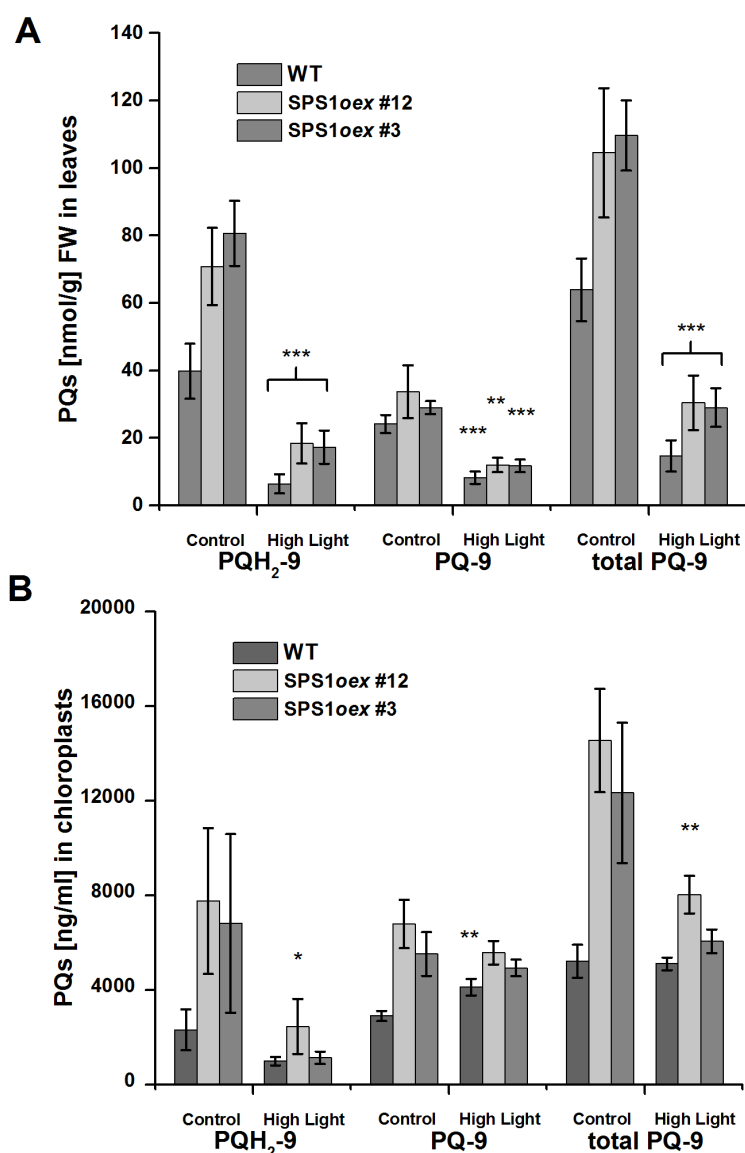 A
PQs [nmol/g] FW in leaves
140
120
100
80
60
40
20
0
WT
SPS1oex #12
SPS1oex #3
***
***
**
***
***
Control High Light Control High Light Control High Light
PQH2-9 PQ-9 total PQ-9
B
PQs [ng/ml] in chloroplasts
20000
16000
12000
8000
4000
0
WT
SPS1oex #12
SPS1oex #3
*
**
**
Control High Light Control High Light Control High Light
PQH2-9 PQ-9 total PQ-9